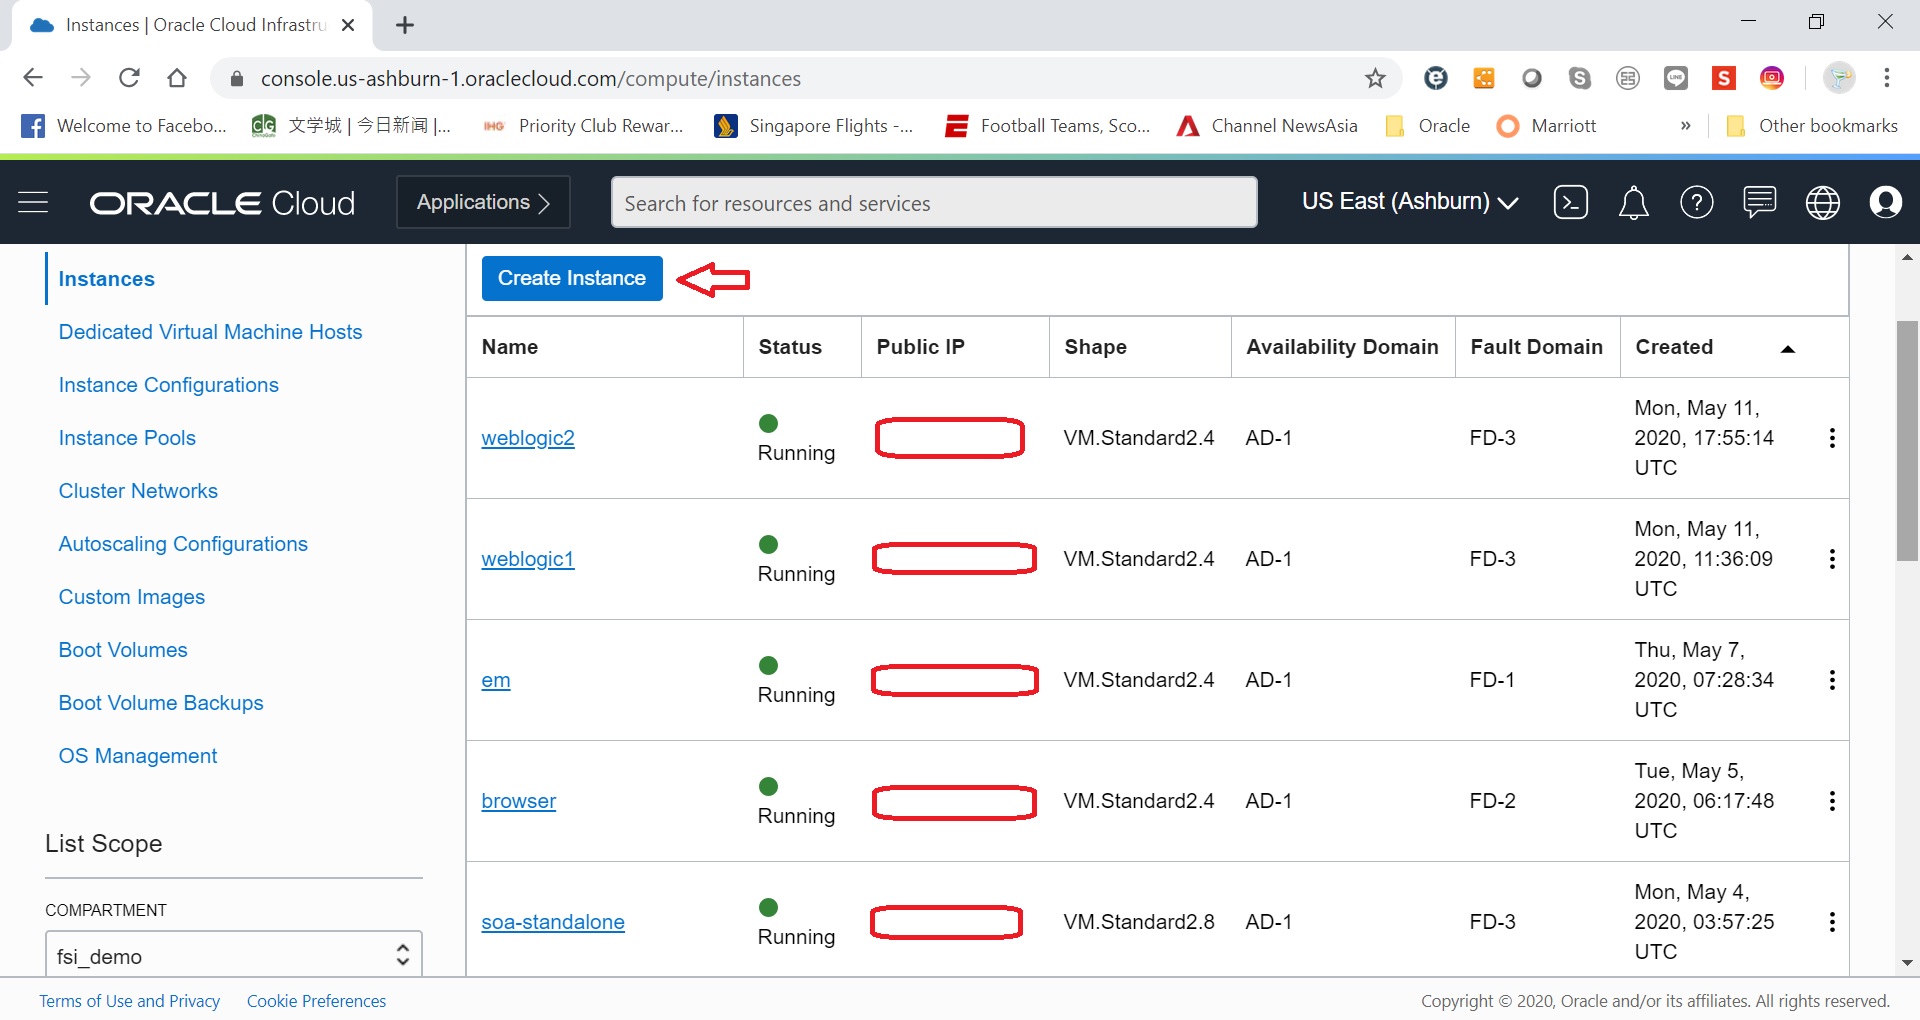 Instances | Oracle Cloud Infrastru
console.us-ashburn-1.oraclecloud.com/compute/instances
Welcome to Facebo...
文学城 | 今日新闻 |...
IHG
Priority Club Rewar...
Singapore Flights -...
Football Teams, Sco...
Channel NewsAsia
Oracle
Marriott
»
Other bookmarks
ORACLE Cloud
Applications
Search for resources and services
US East (Ashburn)
Instances
Dedicated Virtual Machine Hosts
Instance Configurations
Instance Pools
Cluster Networks
Autoscaling Configurations
Custom Images
Boot Volumes
Boot Volume Backups
OS Management
List Scope
COMPARTMENT
fsi_demo
Create Instance
Name Status Public IP Shape Availability Domain Fault Domain Created
weblogic2 Running VM.Standard2.4 AD-1 FD-3 Mon, May 11,
2020, 17:55:14
UTC
weblogic1 Running VM.Standard2.4 AD-1 FD-3 Mon, May 11,
2020, 11:36:09
UTC
em Running VM.Standard2.4 AD-1 FD-1 Thu, May 7,
2020, 07:28:34
UTC
browser Running VM.Standard2.4 AD-1 FD-2 Tue, May 5,
2020, 06:17:48
UTC
soa-standalone Running VM.Standard2.8 AD-1 FD-3 Mon, May 4,
2020, 03:57:25
UTC
Terms of Use and Privacy
Cookie Preferences
Copyright © 2020, Oracle and/or its affiliates. All rights reserved.